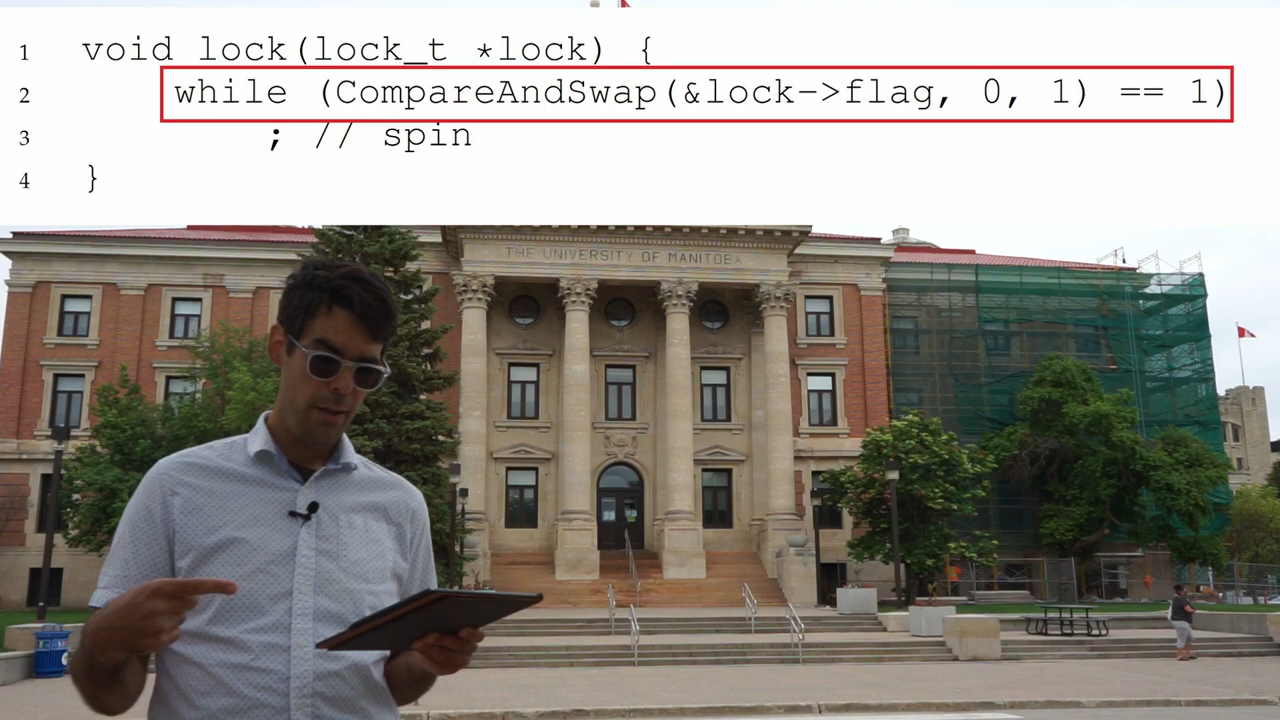 1 void lock(lock_t *lock) {
2 while (CompareAndSwap(&lock->flag, 0, 1) == 1)
3 ; // spin
4 }
THE UNIVERSITY OF MANITOBA